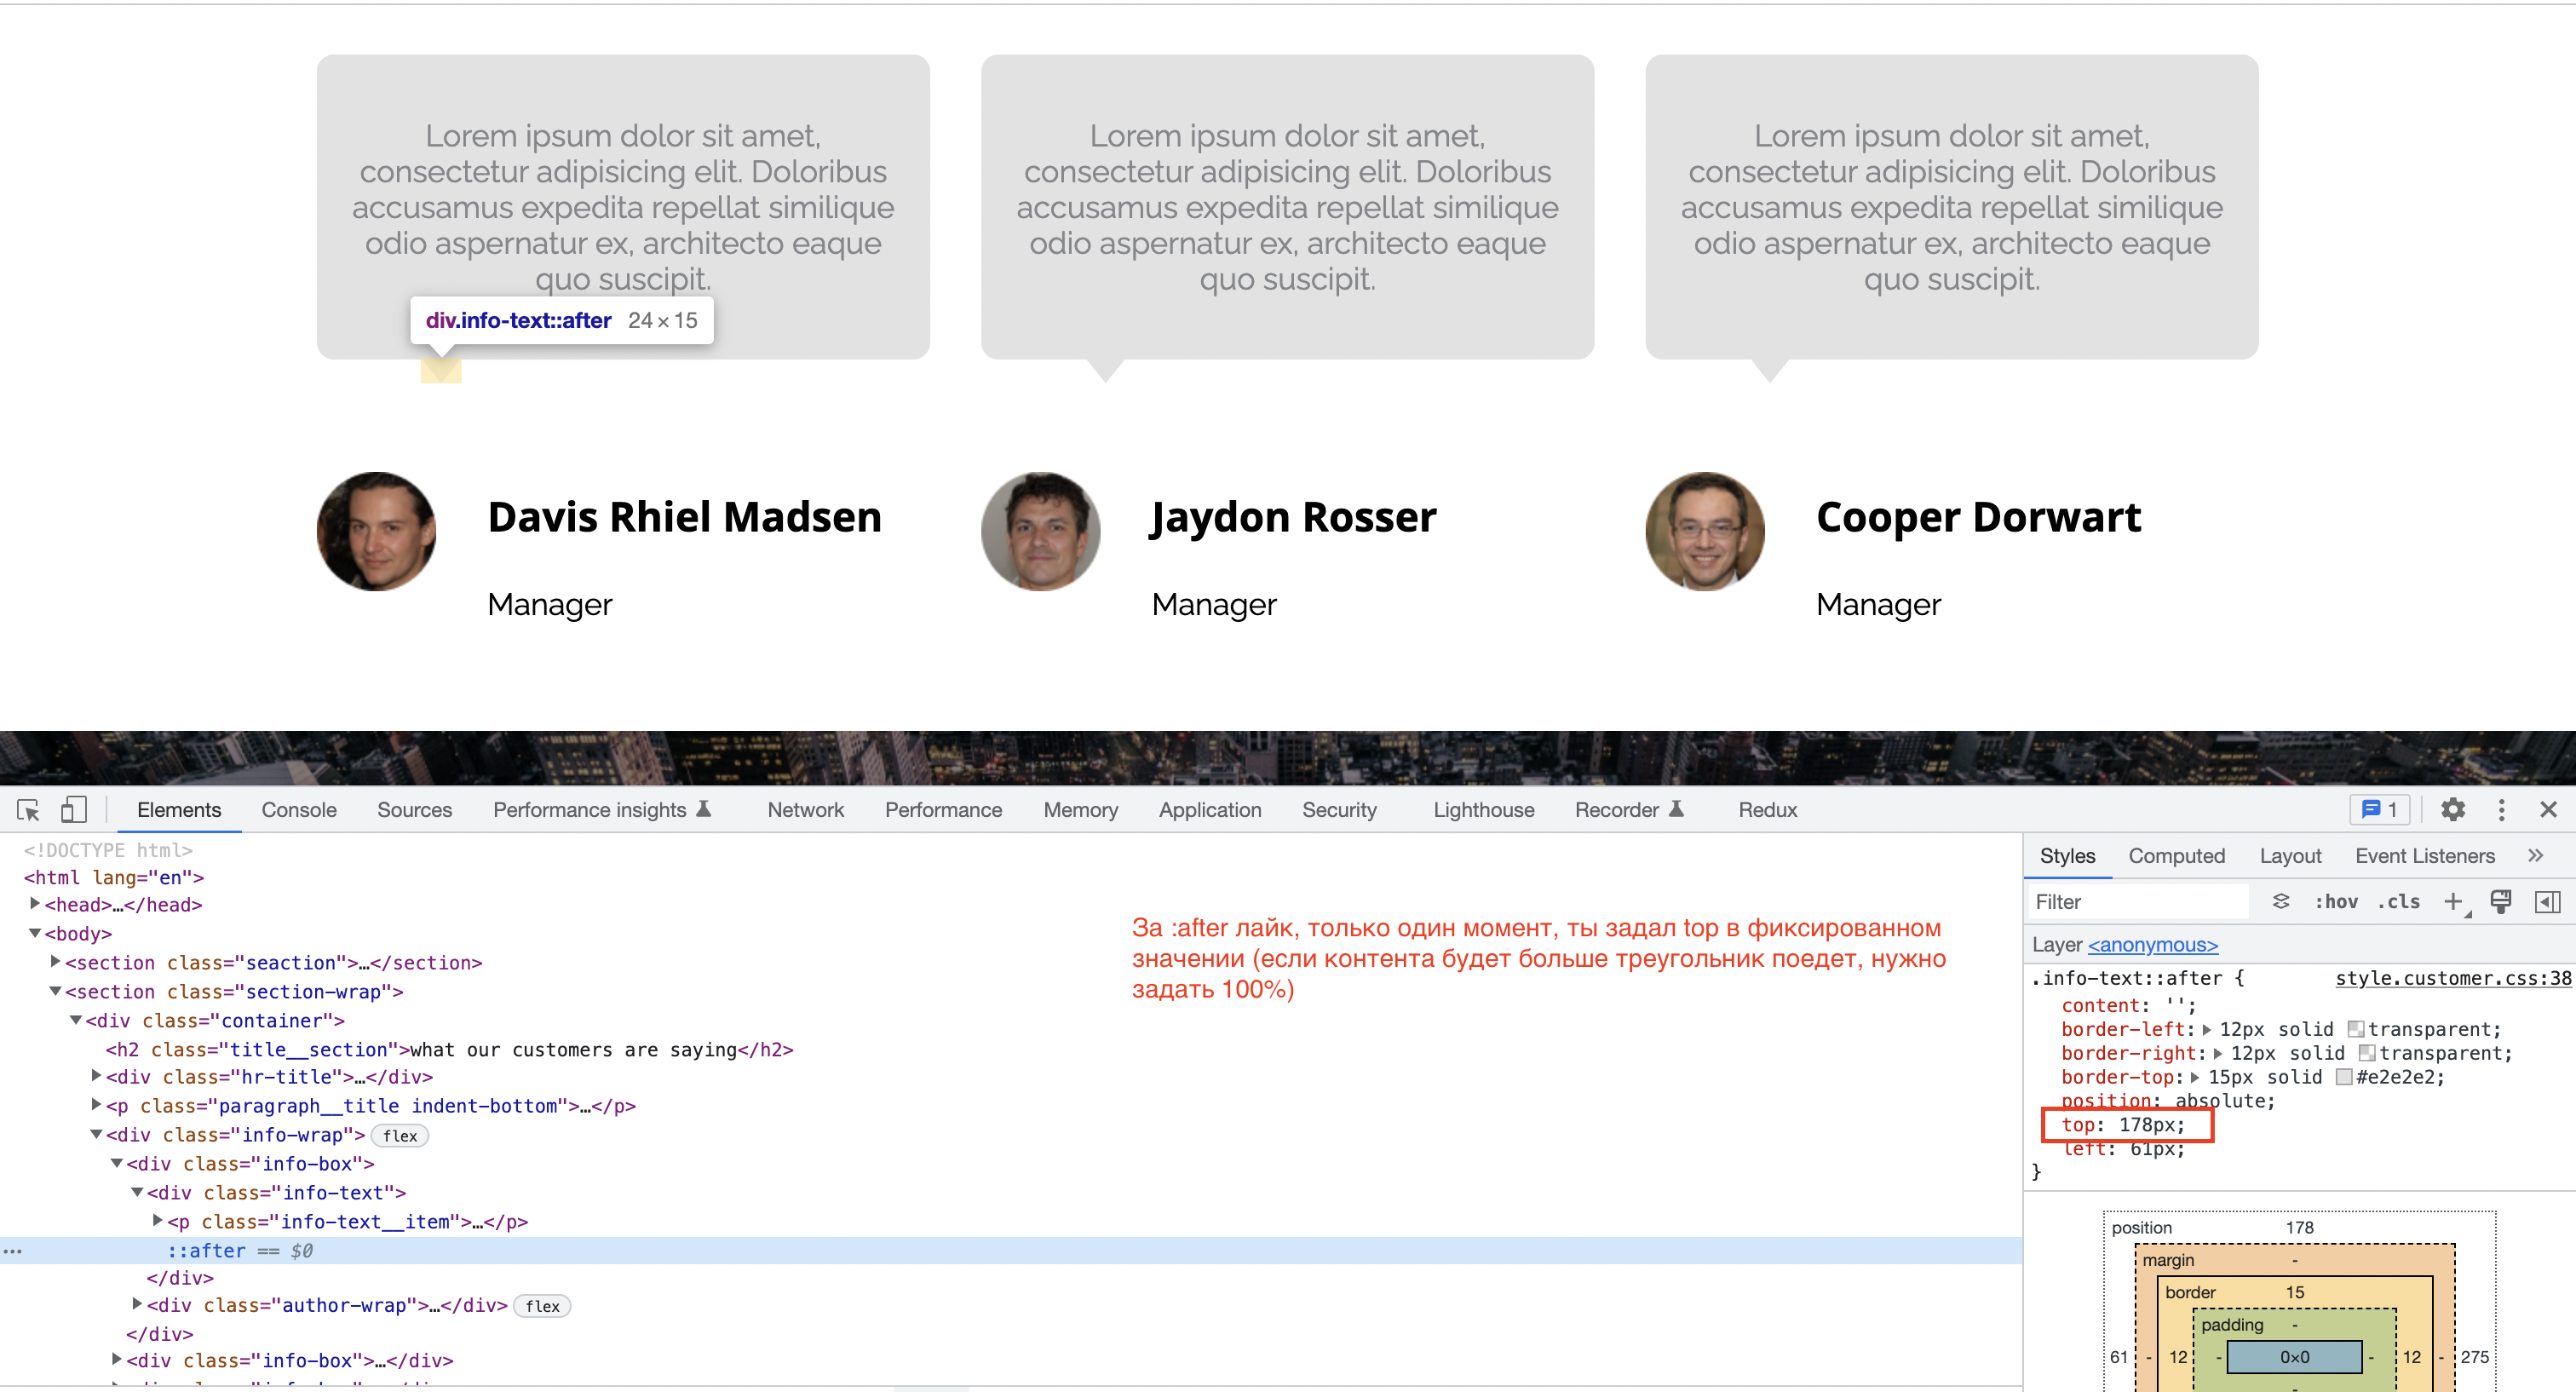 Lorem ipsum dolor sit amet,
consectetur adipisicing elit. Doloribus
accusamus expedita repellat similique
odio aspernatur ex, architecto eaque
quo suscipit.
div.info-text::after 24 × 15
Lorem ipsum dolor sit amet,
consectetur adipisicing elit. Doloribus
accusamus expedita repellat similique
odio aspernatur ex, architecto eaque
quo suscipit.
Lorem ipsum dolor sit amet,
consectetur adipisicing elit. Doloribus
accusamus expedita repellat similique
odio aspernatur ex, architecto eaque
quo suscipit.
Davis Rhiel Madsen
Manager
Jaydon Rosser
Manager
Cooper Dorwart
Manager
Elements Console Sources Performance insights Network Performance Memory Application Security Lighthouse Recorder Redux 1
<!DOCTYPE html>
<html lang="en">
<head>…</head>
<body>
<section class="seaction">…</section>
<section class="section-wrap">
<div class="container">
<h2 class="title__section">what our customers are saying</h2>
<div class="hr-title">…</div>
<p class="paragraph__title indent-bottom">…</p>
<div class="info-wrap"> flex
<div class="info-box">
<div class="info-text">
<p class="info-text__item">…</p>
::after == $0
</div>
<div class="author-wrap">…</div> flex
</div>
<div class="info-box">…</div>
За :after лайк, только один момент, ты задал top в фиксированном
значении (если контента будет больше треугольник поедет, нужно
задать 100%)
Styles Computed Layout Event Listeners »
Filter :hov .cls +
Layer <anonymous>
.info-text::after { style.customer.css:38
content: '';
border-left: 12px solid transparent;
border-right: 12px solid transparent;
border-top: 15px solid #e2e2e2;
position: absolute;
top: 178px;
left: 61px;
}
position 178
margin -
border 15
padding -
61 - 12 - 0×0 - 12 - 275
-